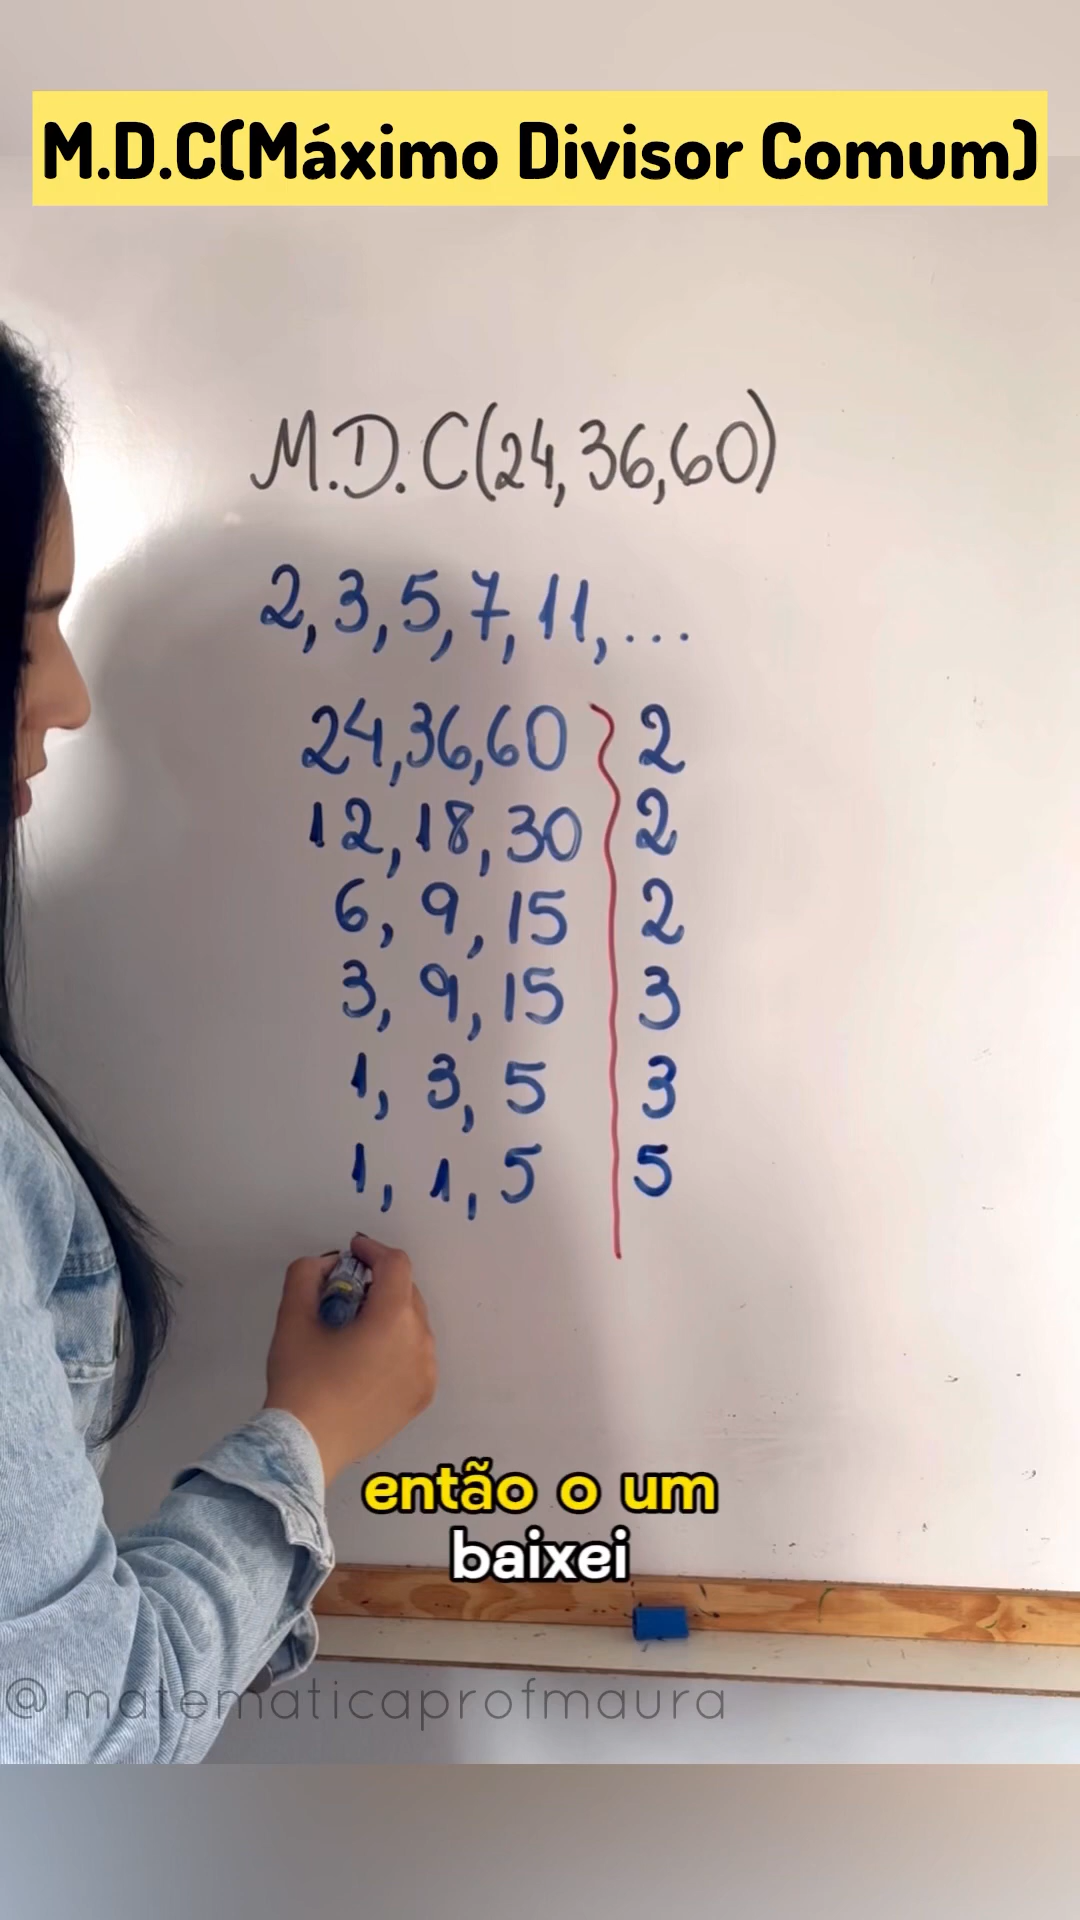 M.D.C(Máximo Divisor Comum)
M.D.C(24,36,60)
2,3,5,7,11,...
24,36,60 2
12,18,30 2
6,9,15 2
3,9,15 3
1,3,5 3
1,1,5 5
então o um
baixei
@matematicaprofmaura